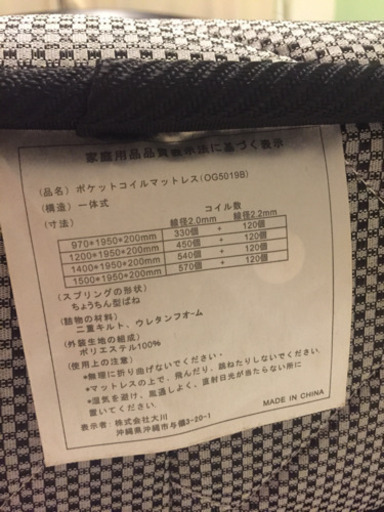 家庭用品品質表示法に基づく表示
(品名) ポケットコイルマットレス(OG5019B)
(構造) 一体式
(寸法) コイル数
線径2.0mm 線径2.2mm
970*1950*200mm 330個 + 120個
1200*1950*200mm 450個 + 120個
1400*1950*200mm 540個 + 120個
1500*1950*200mm 570個 + 120個
(スプリングの形状)
ちょうちん型ばね
(詰物の材料)
二重キルト、ウレタンフオーム
(外装生地の組成)
ポリエステル100%
(使用上の注意)
*無理に折り曲げないでください・
*マットレスの上で、飛んだり、跳ねたりしないでください・
*湿気を避け、風通しよく、直射日光が当たらない所に
置いてください・
表示者: 株式会社大川
沖縄県沖縄市与儀3-20-1
MADE IN CHINA